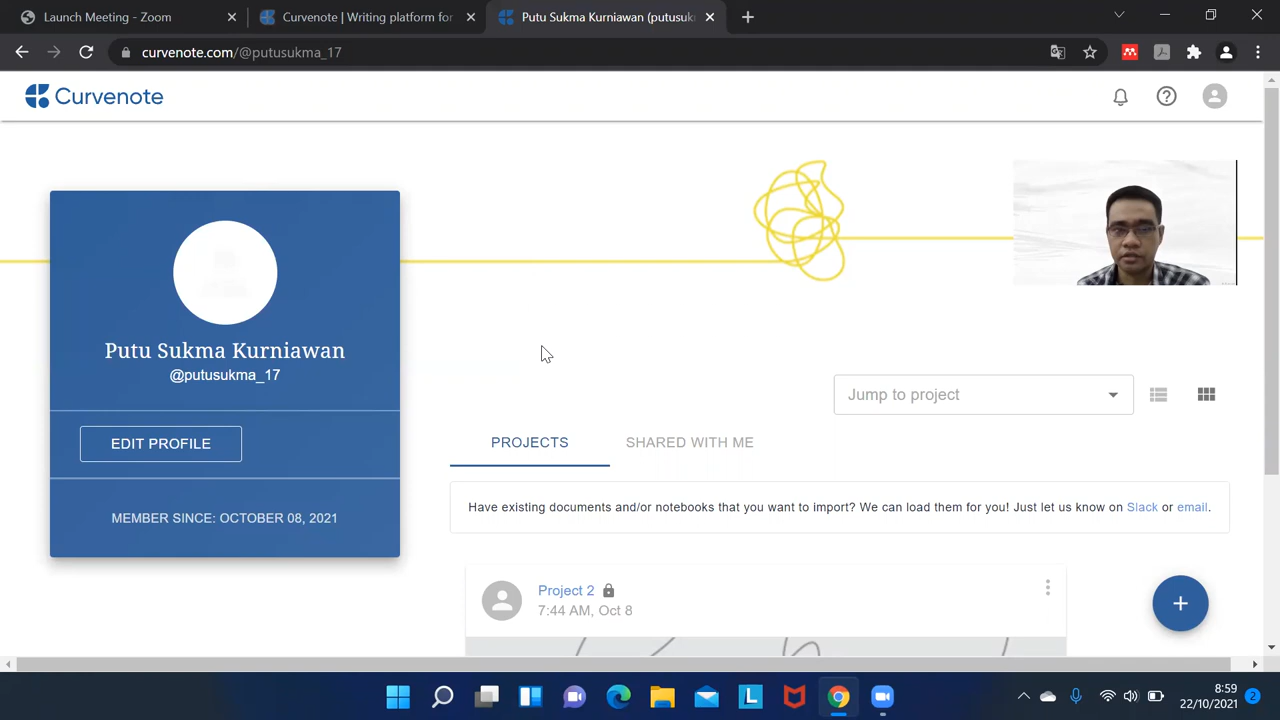 Launch Meeting - Zoom
Curvenote | Writing platform for
Putu Sukma Kurniawan (putusuk
curvenote.com/@putusukma_17
Curvenote
Putu Sukma Kurniawan
@putusukma_17
EDIT PROFILE
MEMBER SINCE: OCTOBER 08, 2021
Jump to project
PROJECTS
SHARED WITH ME
Have existing documents and/or notebooks that you want to import? We can load them for you! Just let us know on Slack or email.
Project 2
7:44 AM, Oct 8
8:59
22/10/2021
2